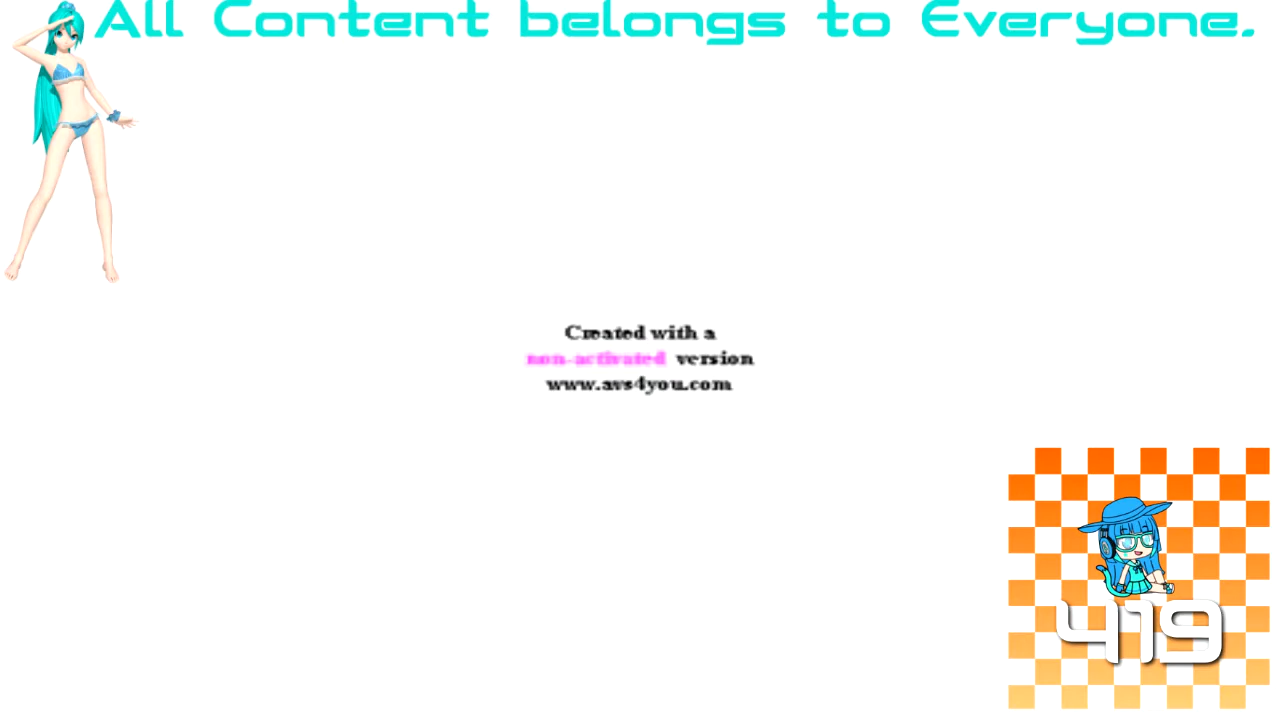 All Content belongs to Everyone.
Created with a
non-activated version
www.avs4you.com
419